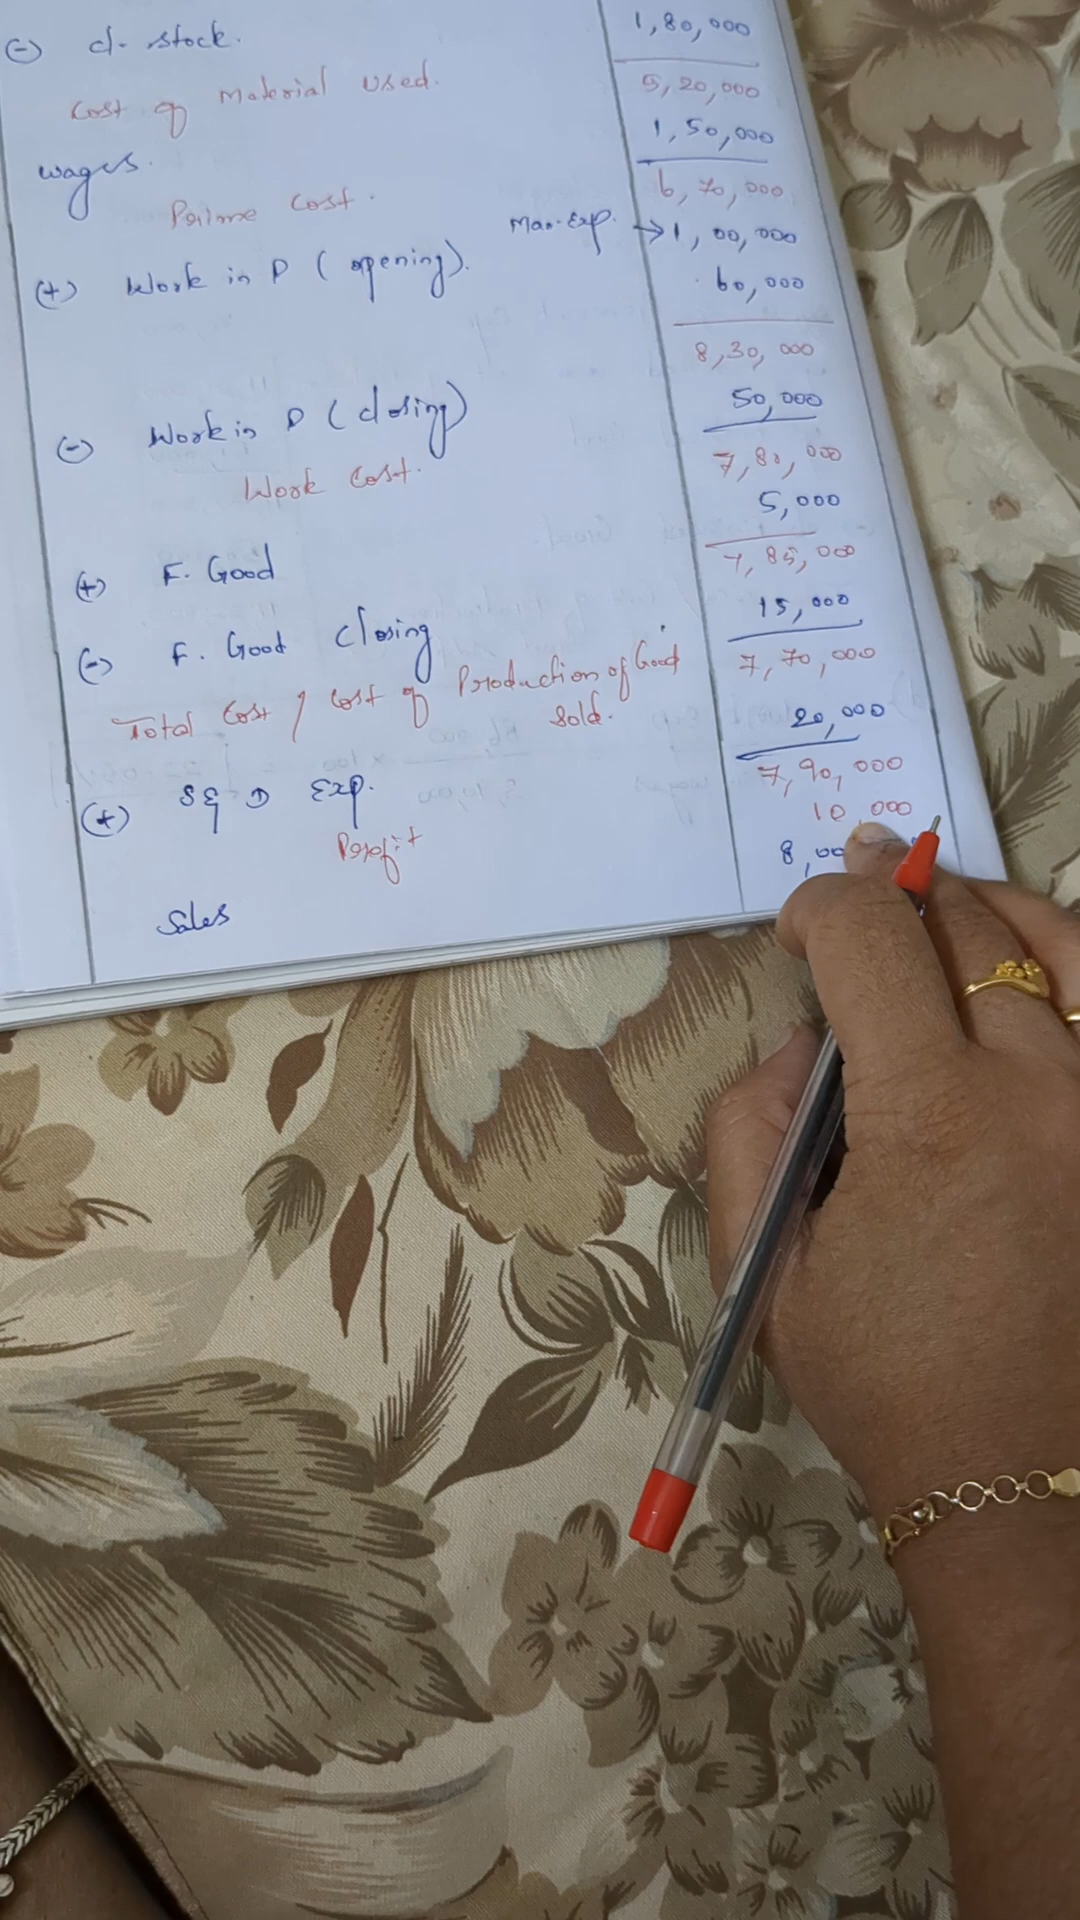 (-) cl. stock. 1,80,000
Cost of Material Used. 5,20,000
wages. 1,50,000
Prime Cost. 6,70,000
Man. Exp. → 1,00,000
(+) Work in P (opening). 60,000
8,30,000
(-) Work in P (closing) 50,000
Work Cost. 7,80,000
(+) F. Good 5,000
7,85,000
(-) F. Good closing 15,000
Total Cost / Cost of Production of Good Sold. 7,70,000
(+) S & D Exp. 20,000
7,90,000
Profit 10,000
Sales 8,00